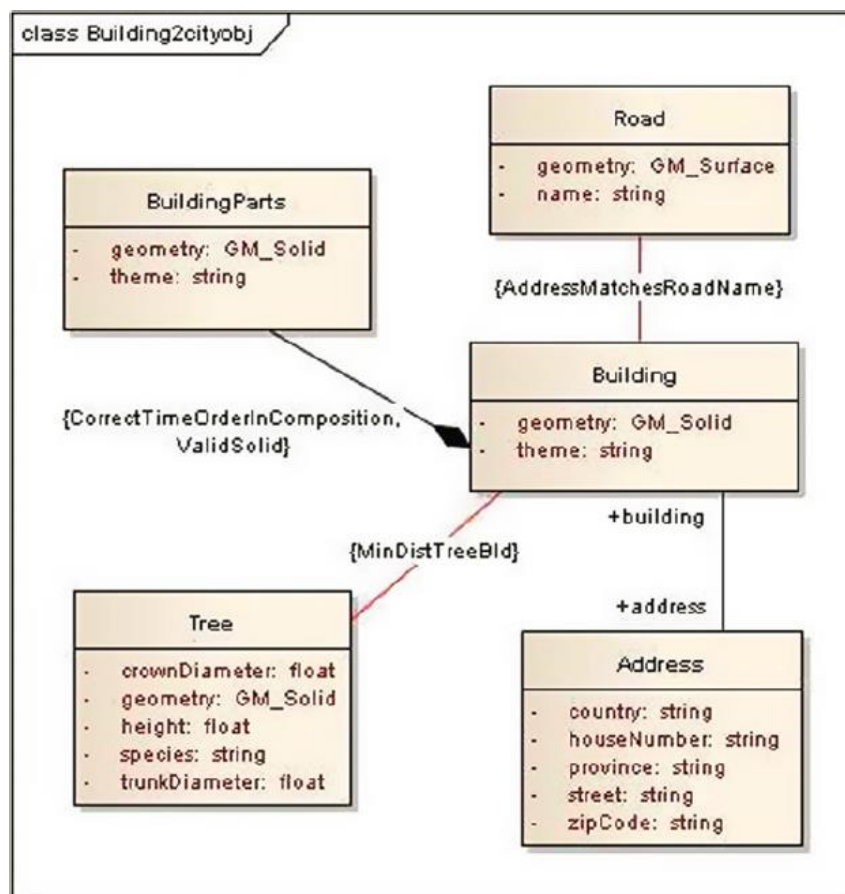 class Building2cityobj
Road
- geometry: GM_Surface
- name: string
BuildingParts
- geometry: GM_Solid
- theme: string
{AddressMatchesRoadName}
Building
- geometry: GM_Solid
- theme: string
{CorrectTimeOrderInComposition,
ValidSolid}
+building
{MinDistTreeBld}
+address
Tree
- crownDiameter: float
- geometry: GM_Solid
- height: float
- species: string
- trunkDiameter: float
Address
- country: string
- houseNumber: string
- province: string
- street: string
- zipCode: string